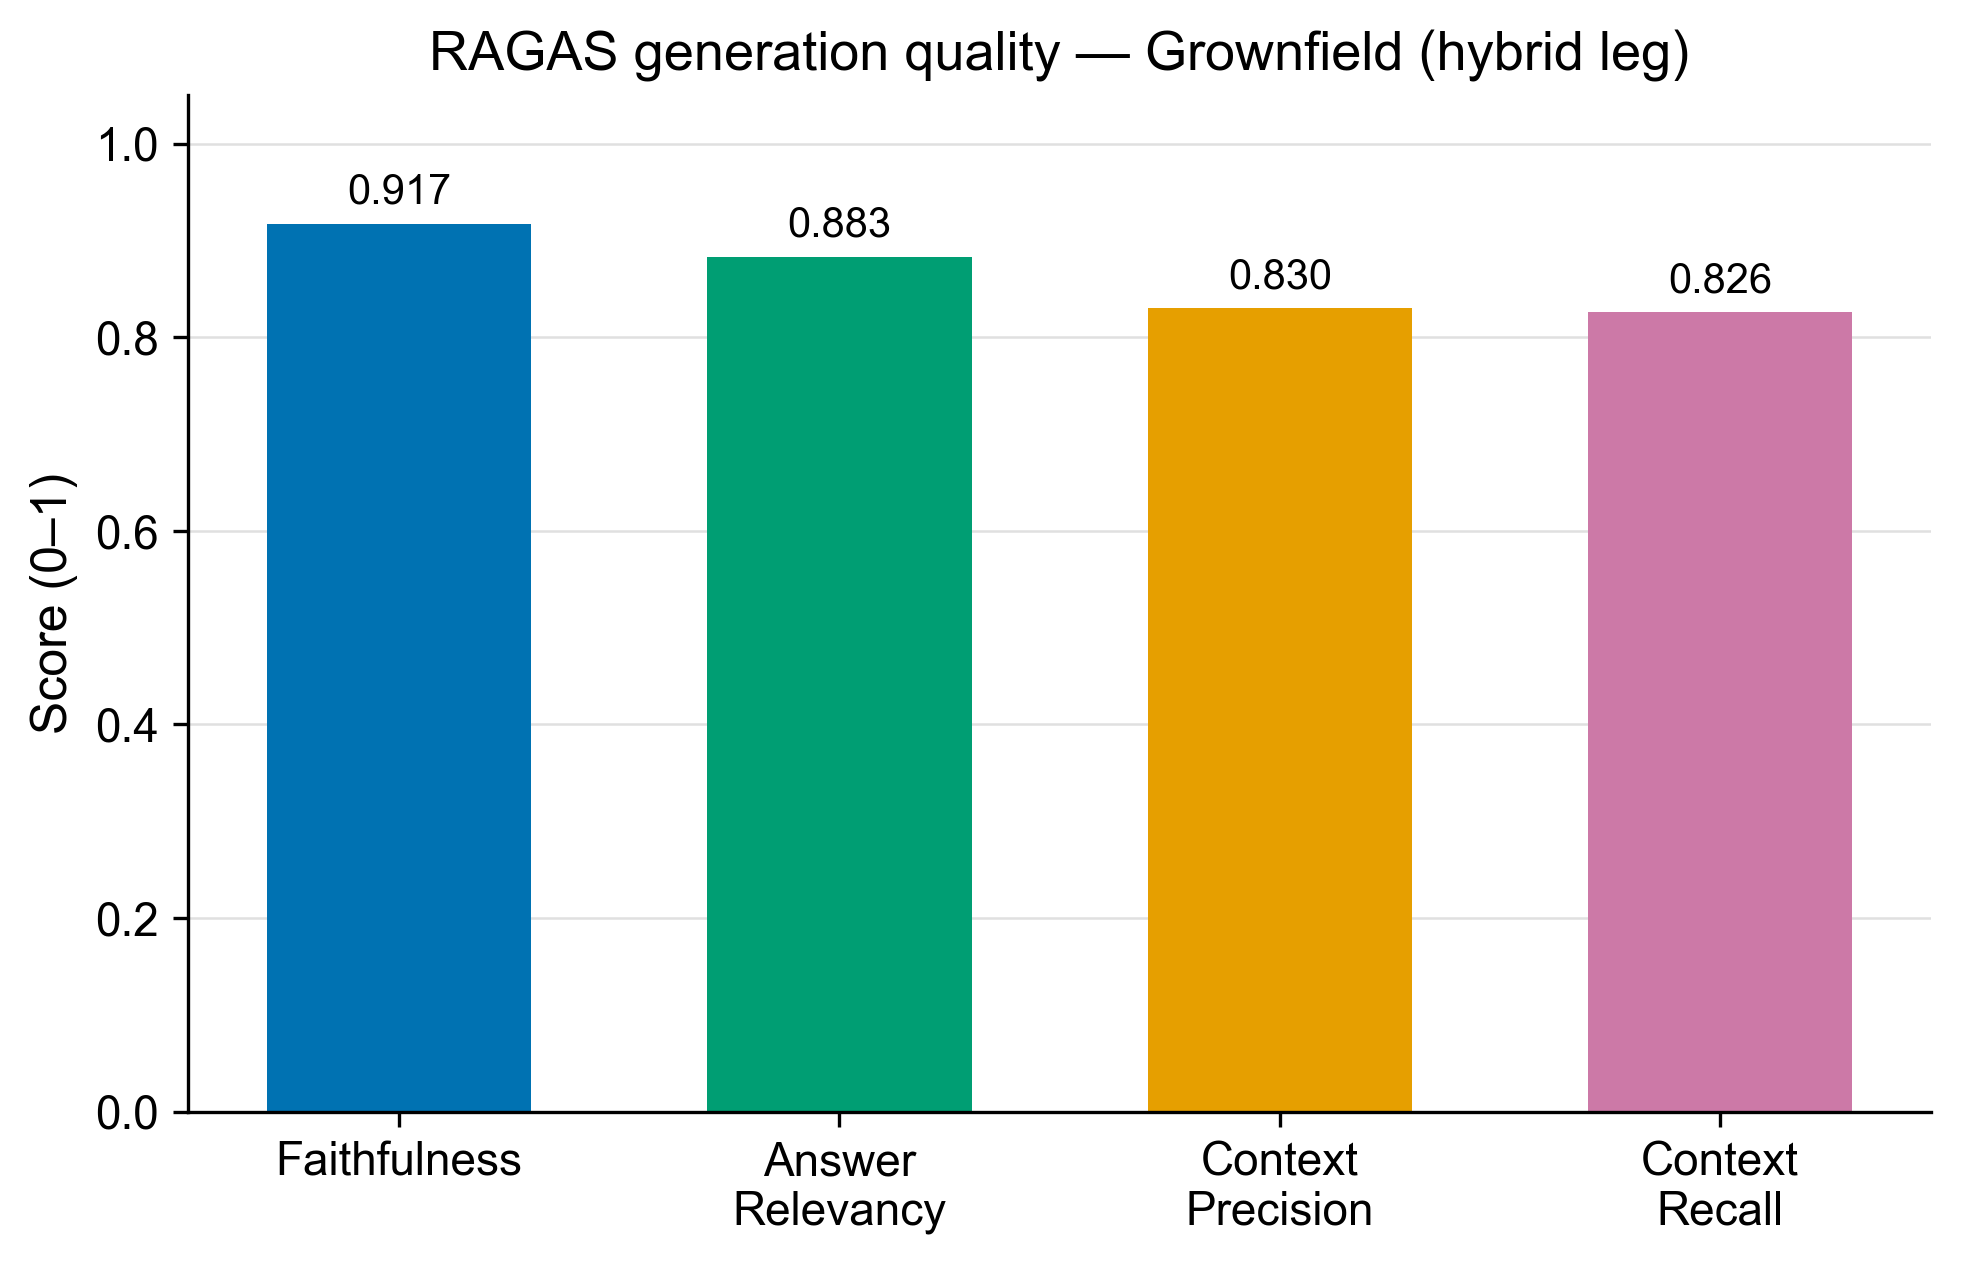 RAGAS generation quality — Grownfield (hybrid leg)
Score (0–1)
1.0
0.8
0.6
0.4
0.2
0.0
0.917
0.883
0.830
0.826
Faithfulness
Answer
Relevancy
Context
Precision
Context
Recall